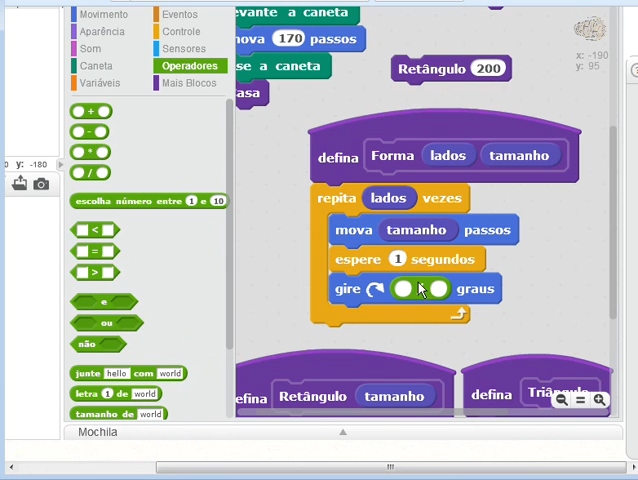 Movimento Eventos
Aparência Controle
Som Sensores
Caneta Operadores
Variáveis Mais Blocos
+
-
*
/
escolha número entre 1 e 10
<
=
>
e
ou
não
junte hello com world
letra 1 de world
tamanho de world
evante a caneta
mova 170 passos
se a caneta
asa
Retângulo 200
x: -190
y: 95
y: -180
defina Forma lados tamanho
repita lados vezes
mova tamanho passos
espere 1 segundos
gire graus
efina Retângulo tamanho
defina Triângulo
Mochila